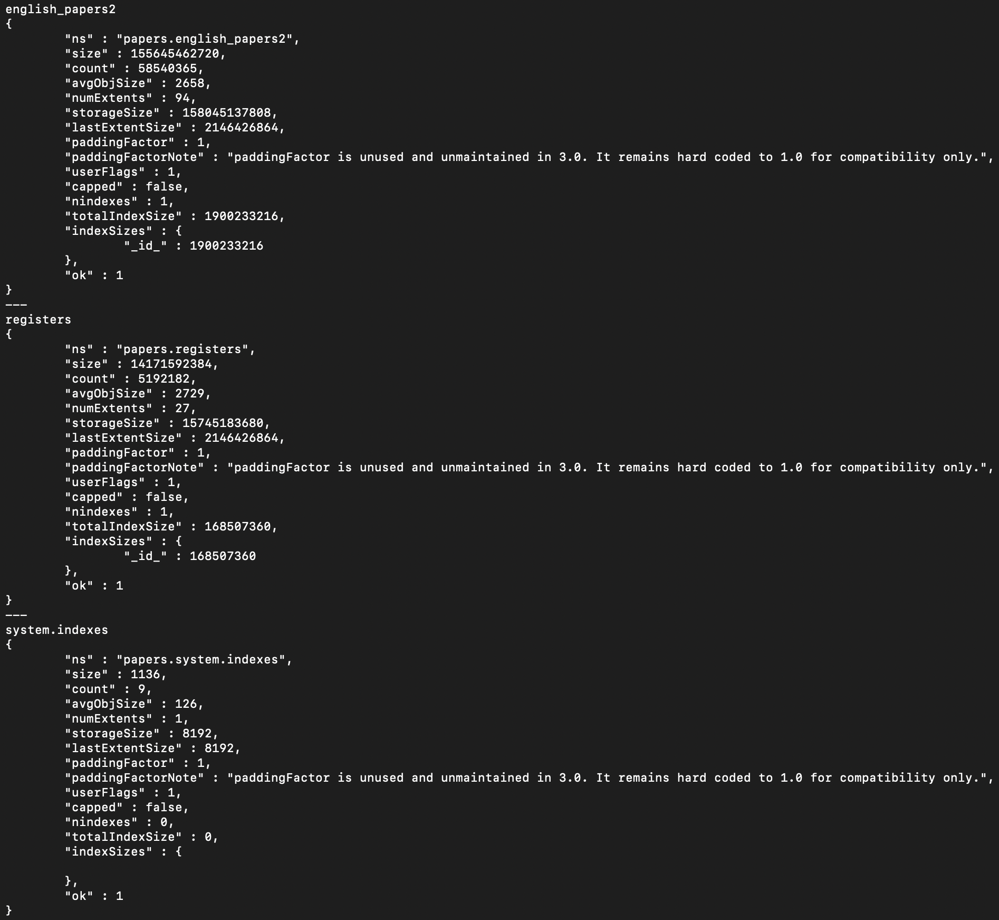 english_papers2
{
        "ns" : "papers.english_papers2",
        "size" : 155645462720,
        "count" : 58540365,
        "avgObjSize" : 2658,
        "numExtents" : 94,
        "storageSize" : 158045137808,
        "lastExtentSize" : 2146426864,
        "paddingFactor" : 1,
        "paddingFactorNote" : "paddingFactor is unused and unmaintained in 3.0. It remains hard coded to 1.0 for compatibility only.",
        "userFlags" : 1,
        "capped" : false,
        "nindexes" : 1,
        "totalIndexSize" : 1900233216,
        "indexSizes" : {
                "_id_" : 1900233216
        },
        "ok" : 1
}
---
registers
{
        "ns" : "papers.registers",
        "size" : 14171592384,
        "count" : 5192182,
        "avgObjSize" : 2729,
        "numExtents" : 27,
        "storageSize" : 15745183680,
        "lastExtentSize" : 2146426864,
        "paddingFactor" : 1,
        "paddingFactorNote" : "paddingFactor is unused and unmaintained in 3.0. It remains hard coded to 1.0 for compatibility only.",
        "userFlags" : 1,
        "capped" : false,
        "nindexes" : 1,
        "totalIndexSize" : 168507360,
        "indexSizes" : {
                "_id_" : 168507360
        },
        "ok" : 1
}
---
system.indexes
{
        "ns" : "papers.system.indexes",
        "size" : 1136,
        "count" : 9,
        "avgObjSize" : 126,
        "numExtents" : 1,
        "storageSize" : 8192,
        "lastExtentSize" : 8192,
        "paddingFactor" : 1,
        "paddingFactorNote" : "paddingFactor is unused and unmaintained in 3.0. It remains hard coded to 1.0 for compatibility only.",
        "userFlags" : 1,
        "capped" : false,
        "nindexes" : 0,
        "totalIndexSize" : 0,
        "indexSizes" : {

        },
        "ok" : 1
}